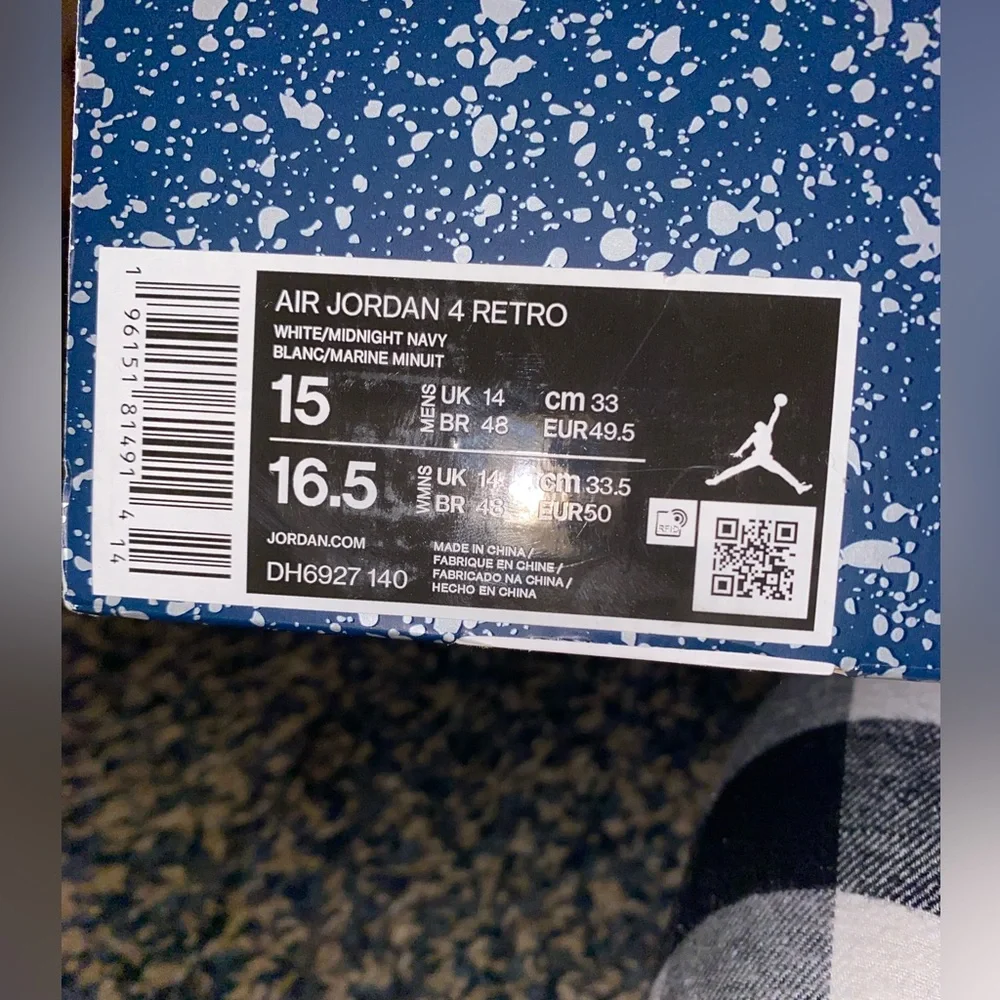 1 96151 81491 4 14
AIR JORDAN 4 RETRO
WHITE/MIDNIGHT NAVY
BLANC/MARINE MINUIT
15 MENS UK 14 cm 33
BR 48 EUR49.5
16.5 WMNS UK 14 cm 33.5
BR 48 EUR50
JORDAN.COM
DH6927 140
MADE IN CHINA /
FABRIQUE EN CHINE /
FABRICADO NA CHINA /
HECHO EN CHINA
RFID